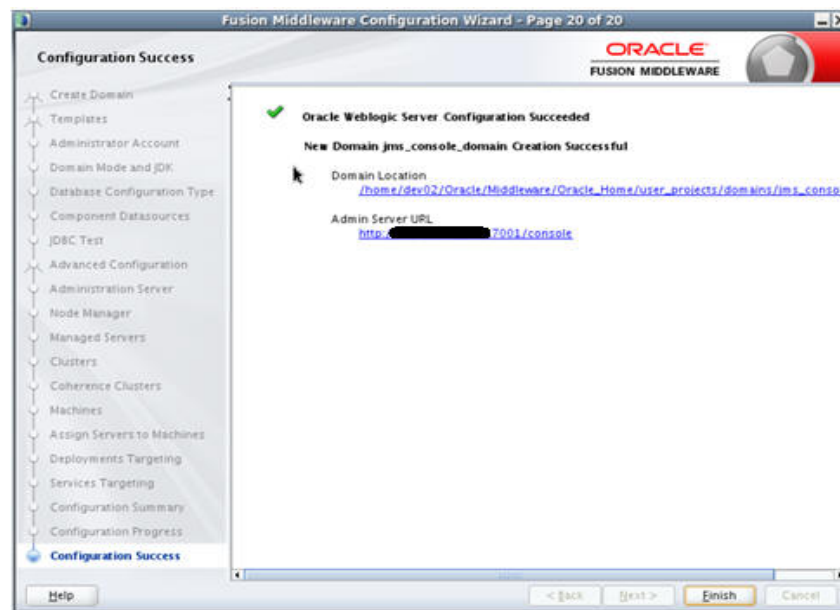 Fusion Middleware Configuration Wizard - Page 20 of 20
Configuration Success
ORACLE
FUSION MIDDLEWARE
Create Domain
Templates
Administrator Account
Domain Mode and JDK
Database Configuration Type
Component Datasources
JDBC Test
Advanced Configuration
Administration Server
Node Manager
Managed Servers
Clusters
Coherence Clusters
Machines
Assign Servers to Machines
Deployments Targeting
Services Targeting
Configuration Summary
Configuration Progress
Configuration Success
Oracle Weblogic Server Configuration Succeeded
New Domain jms_console_domain Creation Successful
Domain Location
/home/dev02/Oracle/Middleware/Oracle_Home/user_projects/domains/jms_conso
Admin Server URL
http:/ 7001/console
Help
< Back
Next >
Finish
Cancel